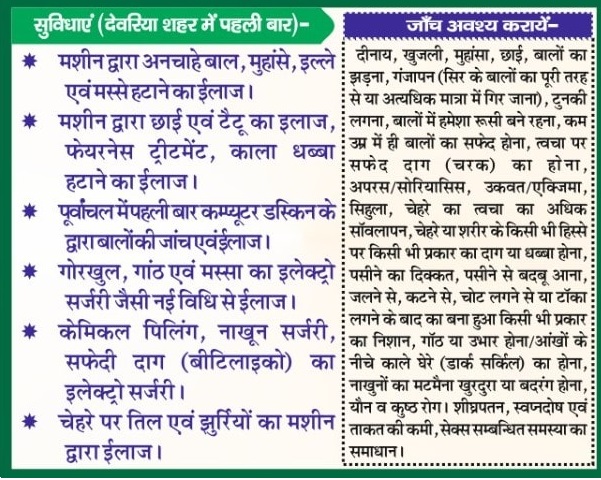 सुविधाएं (देवरिया शहर में पहली बार)-
* मशीन द्वारा अनचाहे बाल, मुहांसे, इल्ले
एवं मस्से हटाने का ईलाज।
* मशीन द्वारा छाई एवं टैटू का इलाज,
फेयरनेस ट्रीटमेंट, काला धब्बा
हटाने का ईलाज।
* पूर्वांचल में पहली बार कम्प्यूटर डस्किन के
द्वारा बालों की जांच एवं ईलाज।
* गोरखुल, गांठ एवं मस्सा का इलेक्ट्रो
सर्जरी जैसी नई विधि से ईलाज।
* केमिकल पिलिंग, नाखून सर्जरी,
सफेदी दाग (बीटिलाइको) का
इलेक्ट्रो सर्जरी।
* चेहरे पर तिल एवं झुर्रियों का मशीन
द्वारा ईलाज।
जाँच अवश्य करायें-
दीनाय, खुजली, मुहांसा, छाई, बालों का
झड़ना, गंजापन (सिर के बालों का पूरी तरह
से या अत्यधिक मात्रा में गिर जाना), टुनकी
लगना, बालों में हमेशा रूसी बने रहना, कम
उम्र में ही बालों का सफेद होना, त्वचा पर
सफेद दाग (चरक) का होना,
अपरस/सोरियासिस, उकवत/एक्जिमा,
सिहुला, चेहरे का त्वचा का अधिक
सॉवलापन, चेहरे या शरीर के किसी भी हिस्से
पर किसी भी प्रकार का दाग या धब्बा होना,
पसीने का दिक्कत, पसीने से बदबू आना,
जलने से, कटने से, चोट लगने से या टॉका
लगने के बाद का बना हुआ किसी भी प्रकार
का निशान, गॉठ या उभार होना/आंखों के
नीचे काले घेरे (डार्क सर्किल) का होना,
नाखुनों का मटमैना खुरदुरा या बदरंग होना,
यौन व कुष्ठ रोग। शीघ्रपतन, स्वप्नदोष एवं
ताकत की कमी, सेक्स सम्बन्धित समस्या का
समाधान।